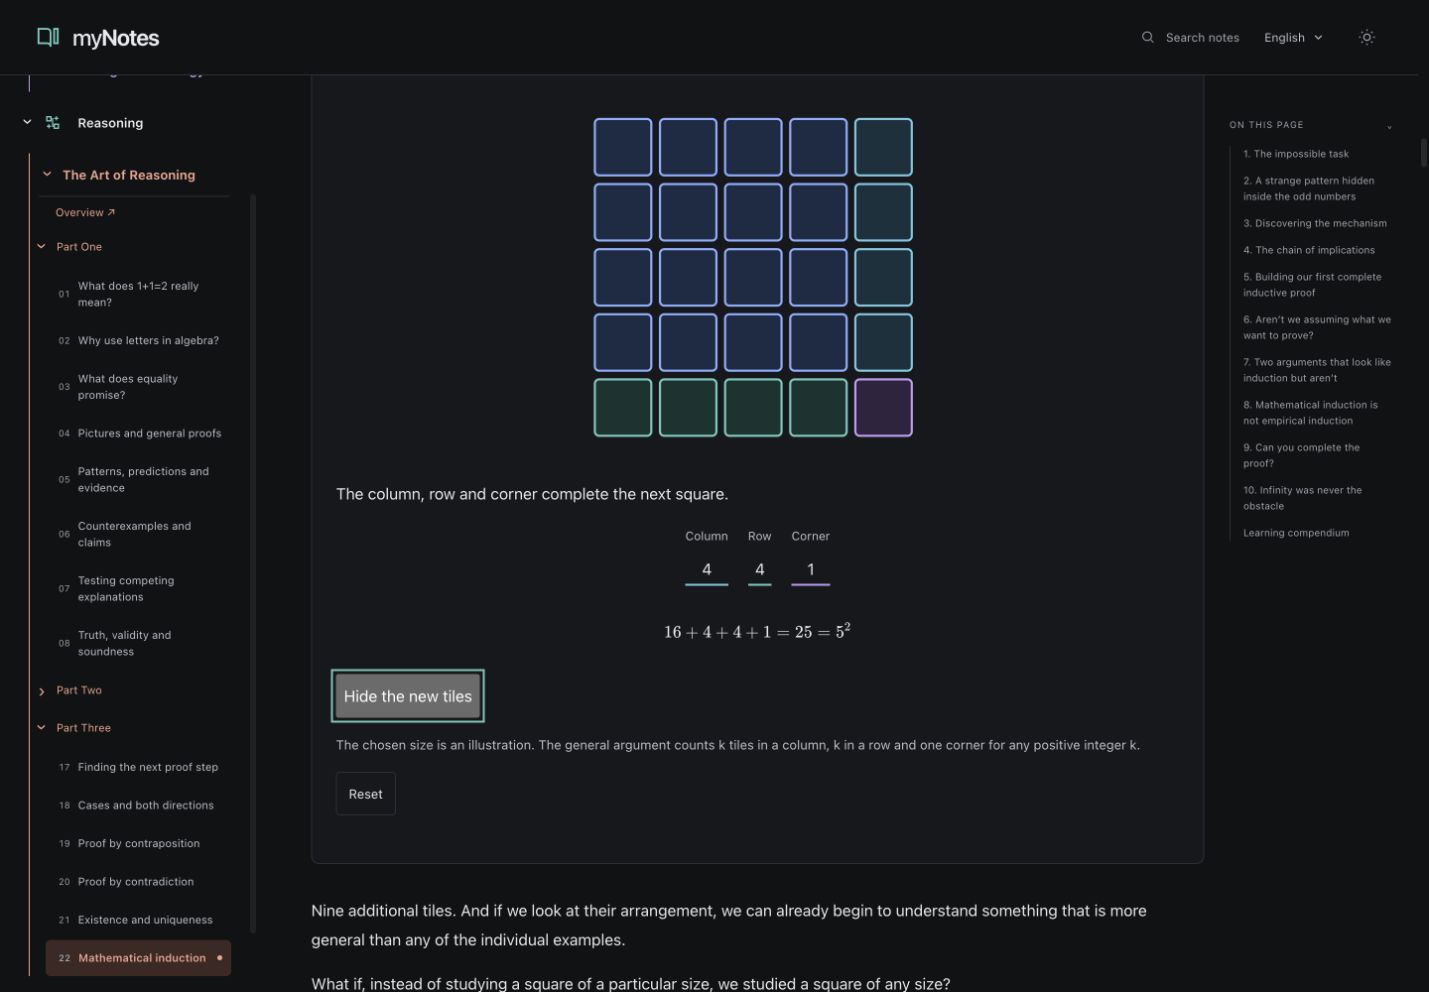 myNotes
Search notes
English
Reasoning
The Art of Reasoning
Overview ↗
Part One
01 What does 1+1=2 really
mean?
02 Why use letters in algebra?
03 What does equality
promise?
04 Pictures and general proofs
05 Patterns, predictions and
evidence
06 Counterexamples and
claims
07 Testing competing
explanations
08 Truth, validity and
soundness
Part Two
Part Three
17 Finding the next proof step
18 Cases and both directions
19 Proof by contraposition
20 Proof by contradiction
21 Existence and uniqueness
22 Mathematical induction
The column, row and corner complete the next square.
Column Row Corner
4 4 1
16 + 4 + 4 + 1 = 25 = 5²
Hide the new tiles
The chosen size is an illustration. The general argument counts k tiles in a column, k in a row and one corner for any positive integer k.
Reset
Nine additional tiles. And if we look at their arrangement, we can already begin to understand something that is more
general than any of the individual examples.
What if, instead of studying a square of a particular size, we studied a square of any size?
ON THIS PAGE
1. The impossible task
2. A strange pattern hidden
inside the odd numbers
3. Discovering the mechanism
4. The chain of implications
5. Building our first complete
inductive proof
6. Aren't we assuming what we
want to prove?
7. Two arguments that look like
induction but aren't
8. Mathematical induction is
not empirical induction
9. Can you complete the
proof?
10. Infinity was never the
obstacle
Learning compendium